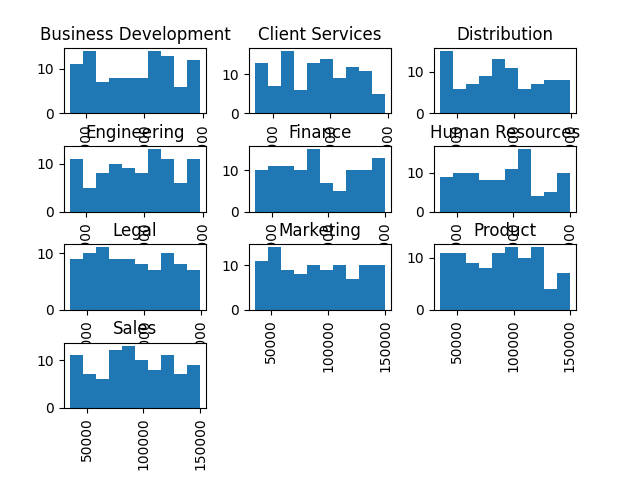 Business Development Client Services Distribution
10 10 10
0 0 0
Engineering Finance Human Resources
10 10 10
0 0 0
Legal Marketing Product
10 10 10
0 0 0
50000 100000 150000 50000 100000 150000
Sales
10
0
50000 100000 150000